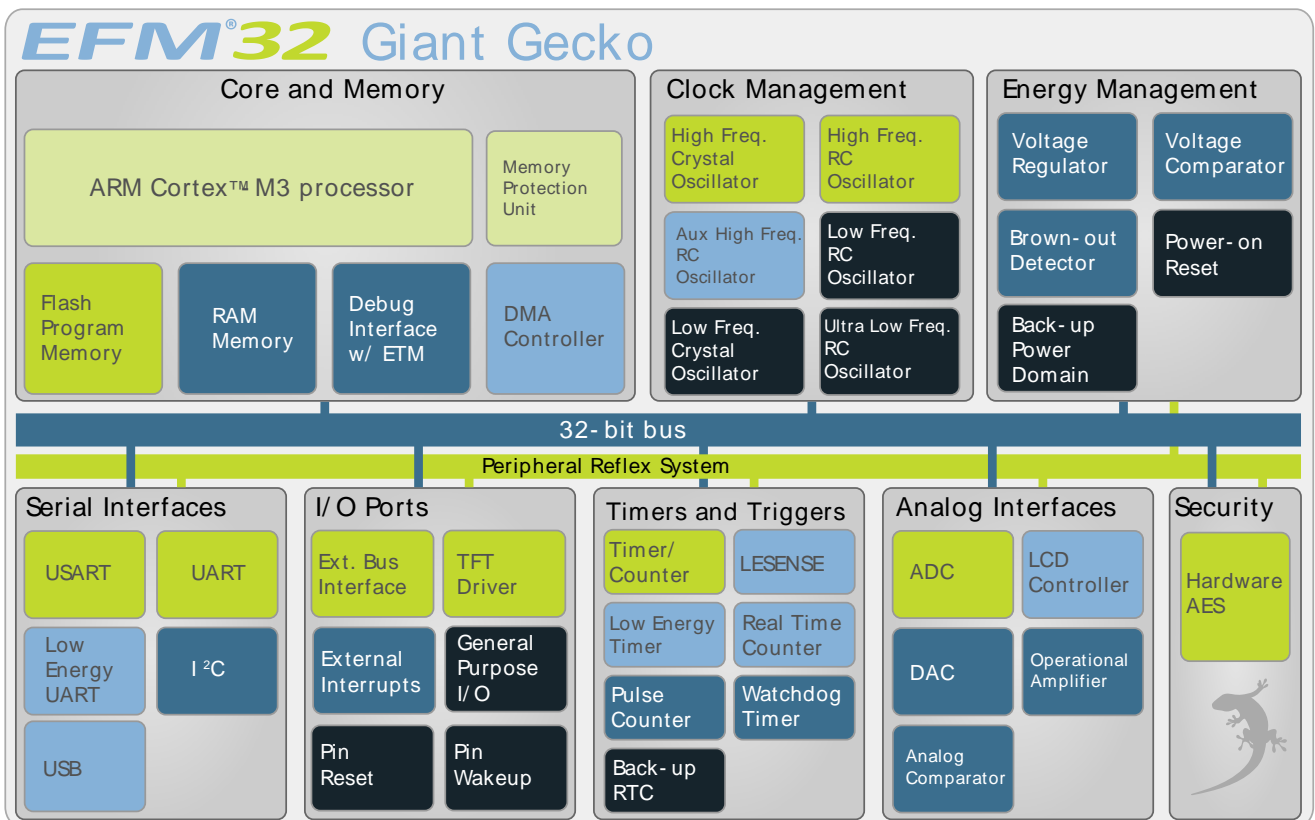 EFM®32 Giant Gecko
Core and Memory
ARM Cortex™ M3 processor
Memory
Protection
Unit
Flash
Program
Memory
RAM
Memory
Debug
Interface
w/ ETM
DMA
Controller
Clock Management
High Freq.
Crystal
Oscillator
High Freq.
RC
Oscillator
Aux High Freq.
RC
Oscillator
Low Freq.
RC
Oscillator
Low Freq.
Crystal
Oscillator
Ultra Low Freq.
RC
Oscillator
Energy Management
Voltage
Regulator
Voltage
Comparator
Brown-out
Detector
Power-on
Reset
Back-up
Power
Domain
32-bit bus
Peripheral Reflex System
Serial Interfaces
USART
UART
Low
Energy
UART
I²C
USB
I/O Ports
Ext. Bus
Interface
TFT
Driver
External
Interrupts
General
Purpose
I/O
Pin
Reset
Pin
Wakeup
Timers and Triggers
Timer/
Counter
LESENSE
Low Energy
Timer
Real Time
Counter
Pulse
Counter
Watchdog
Timer
Back-up
RTC
Analog Interfaces
ADC
LCD
Controller
DAC
Operational
Amplifier
Analog
Comparator
Security
Hardware
AES